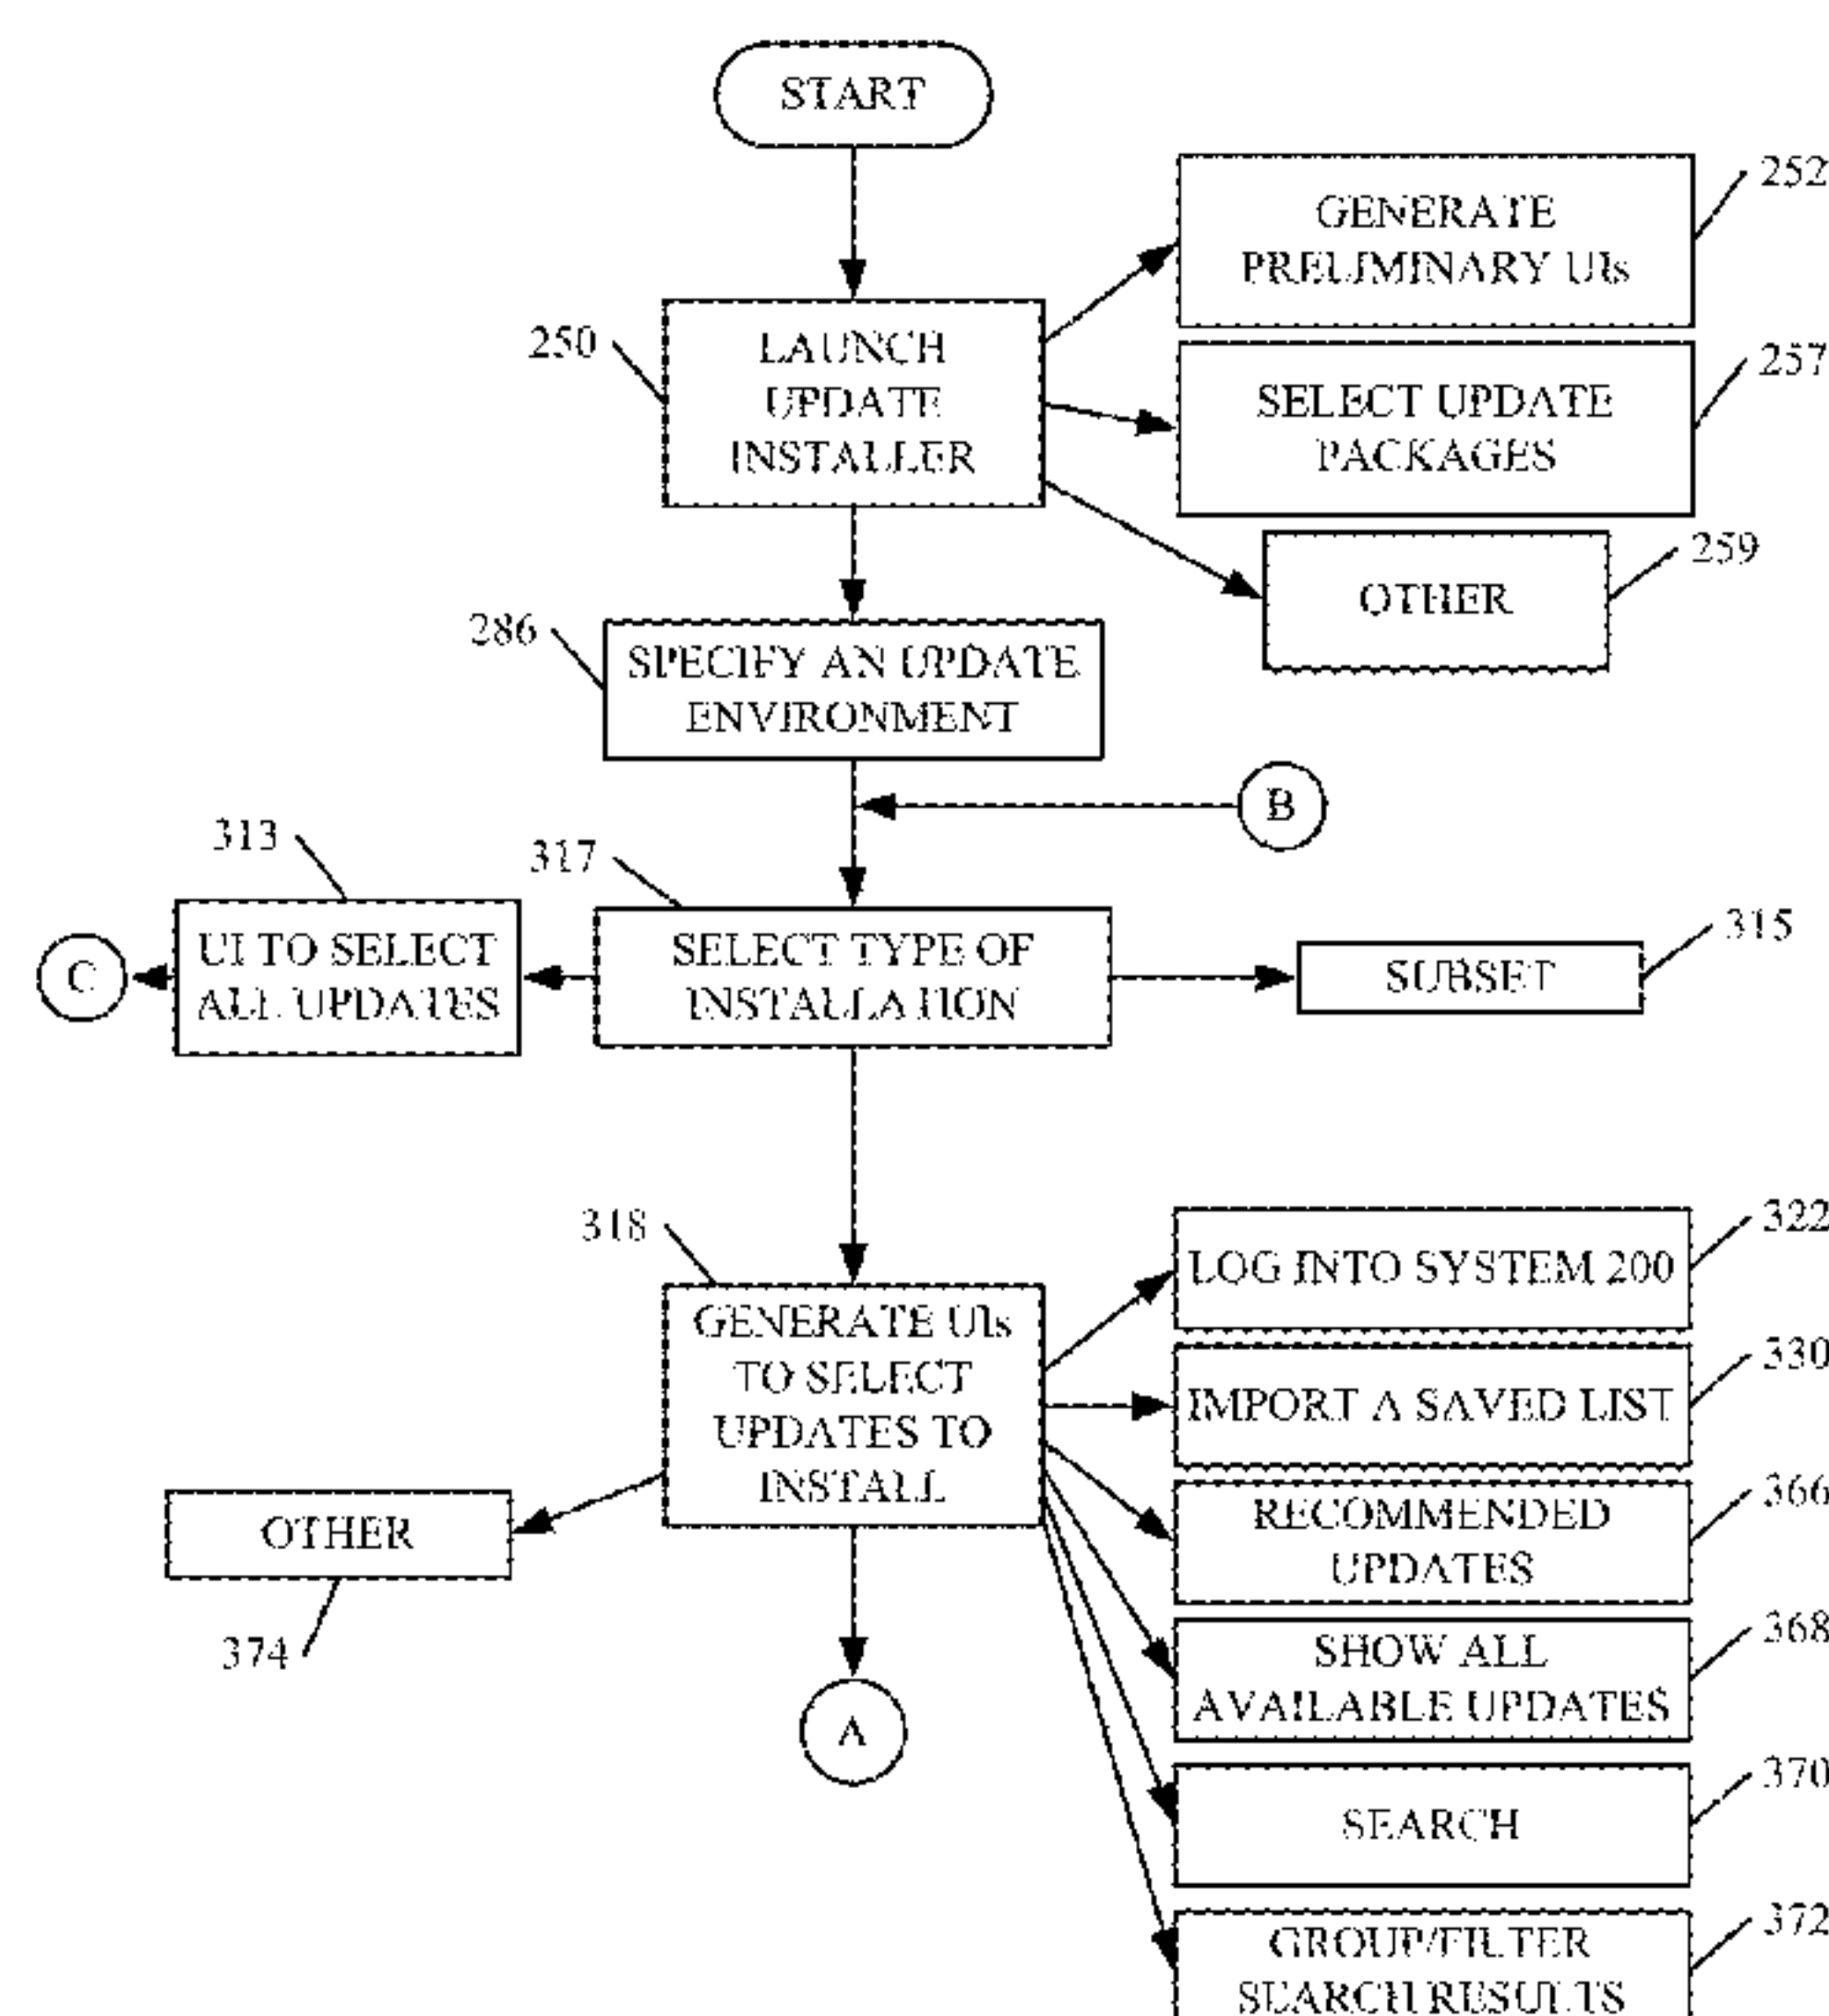 START
252
GENERATE
PRELIMINARY UIs
250
LAUNCH
UPDATE
INSTALLER
257
SELECT UPDATE
PACKAGES
259
OTHER
286
SPECIFY AN UPDATE
ENVIRONMENT
B
313
317
C
UI TO SELECT
ALL UPDATES
SELECT TYPE OF
INSTALLATION
315
SUBSET
318
GENERATE UIs
TO SELECT
UPDATES TO
INSTALL
322
LOG INTO SYSTEM 200
330
IMPORT A SAVED LIST
366
RECOMMENDED
UPDATES
OTHER
374
368
SHOW ALL
AVAILABLE UPDATES
A
370
SEARCH
372
GROUP/FILTER
SEARCH RESULTS